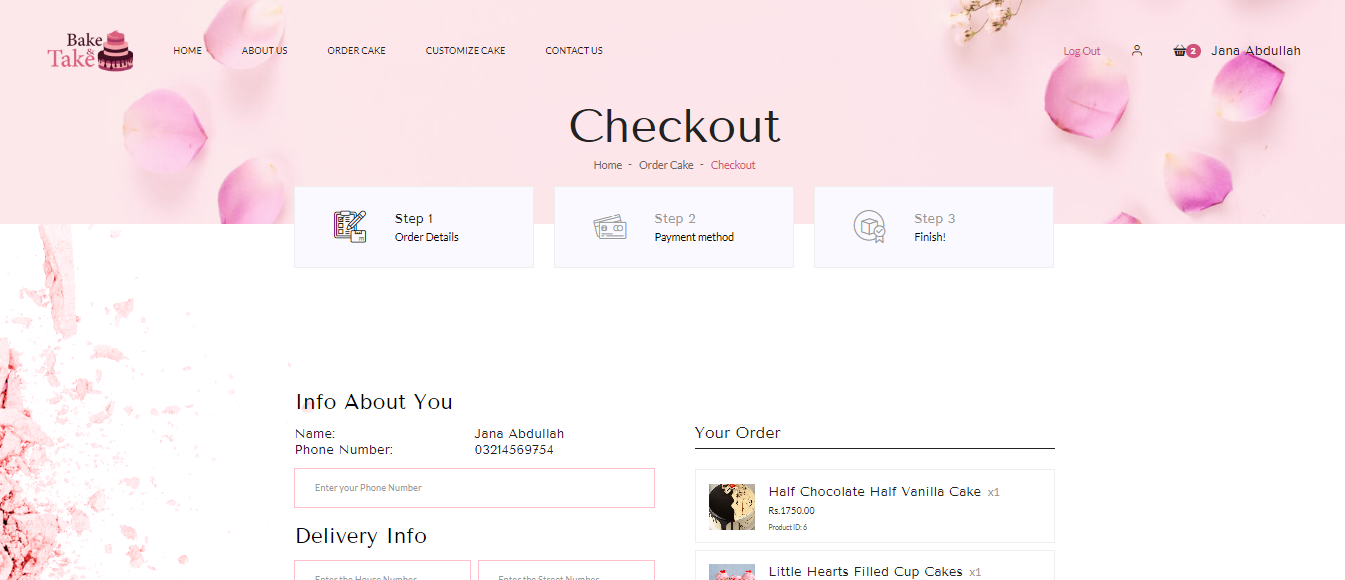 Bake & Take
HOME
ABOUT US
ORDER CAKE
CUSTOMIZE CAKE
CONTACT US
Log Out
2
Jana Abdullah
Checkout
Home - Order Cake - Checkout
Step 1
Order Details
Step 2
Payment method
Step 3
Finish!
Info About You
Name: Jana Abdullah
Phone Number: 03214569754
Enter your Phone Number
Delivery Info
Enter the House Number
Enter the Street Number
Your Order
Half Chocolate Half Vanilla Cake x1
Rs.1750.00
Product ID: 6
Little Hearts Filled Cup Cakes x1